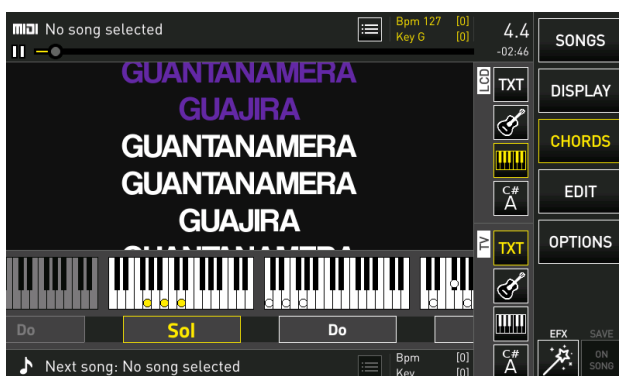 MIDI No song selected
Bpm 127 [0]
Key G [0]
4.4
-02:46
SONGS
DISPLAY
CHORDS
EDIT
OPTIONS
LCD
TXT
C#
A
TV
TXT
C#
A
GUANTANAMERA
GUAJIRA
GUANTANAMERA
GUANTANAMERA
GUAJIRA
GUANTANAMERA
Do
Sol
Do
EFX
SAVE
ON
SONG
Next song: No song selected
Bpm [0]
Key [0]